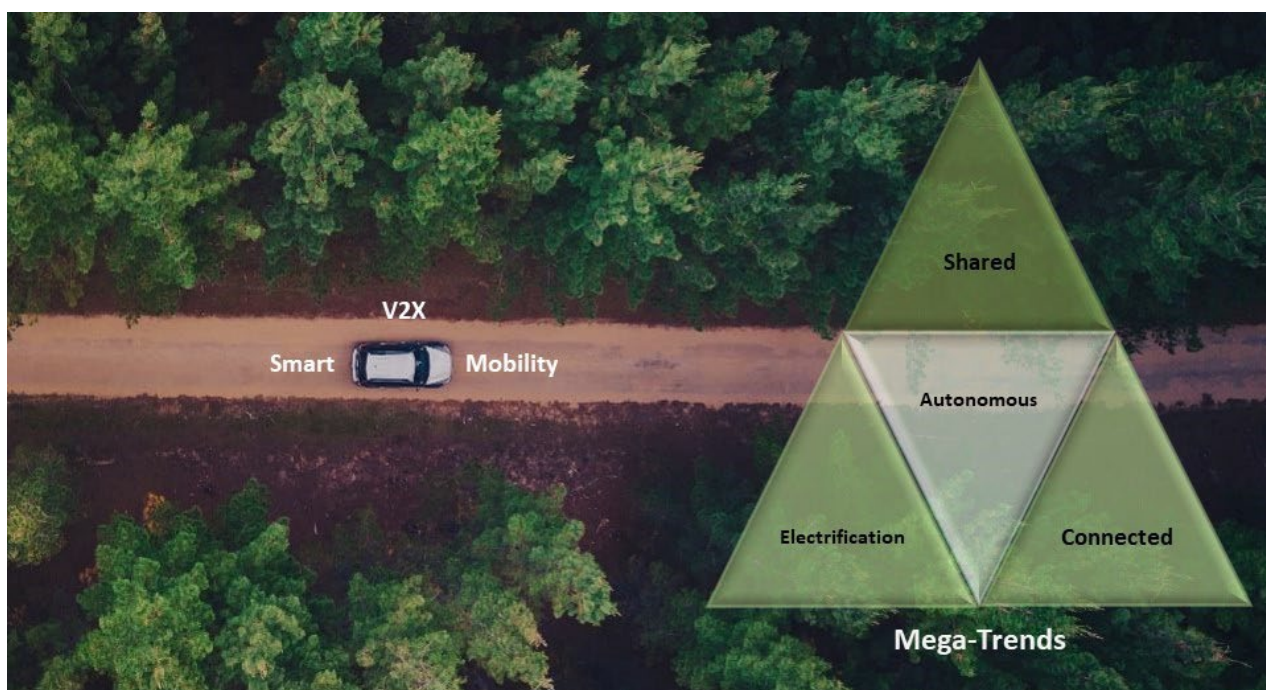 V2X
Smart Mobility
Shared
Autonomous
Electrification Connected
Mega-Trends